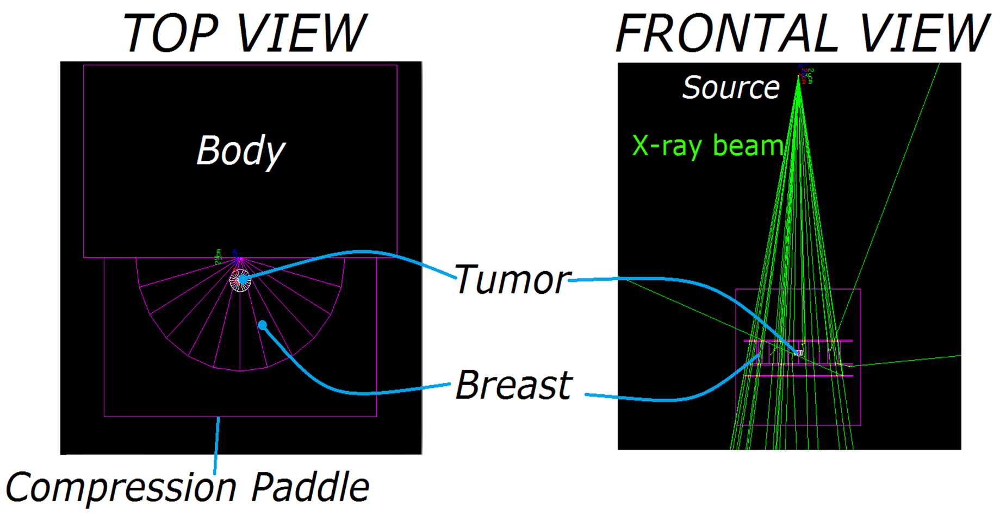 TOP VIEW
FRONTAL VIEW
Source
X-ray beam
Body
Tumor
Breast
Compression Paddle